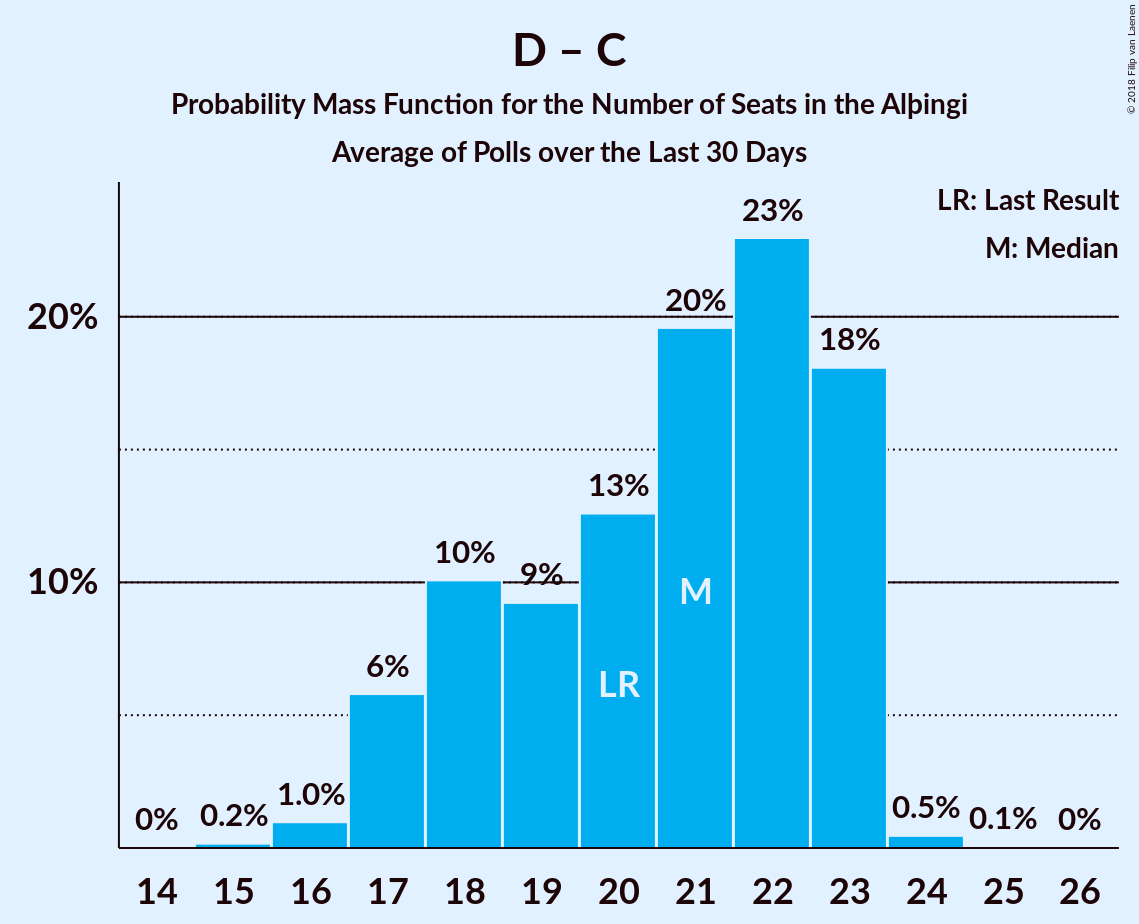 D – C
Probability Mass Function for the Number of Seats in the Alþingi
Average of Polls over the Last 30 Days
© 2018 Filip van Laenen
LR: Last Result
M: Median
20%
10%
0%
0.2%
1.0%
6%
10%
9%
13%
20%
23%
18%
0.5%
0.1%
0%
LR
M
14 15 16 17 18 19 20 21 22 23 24 25 26